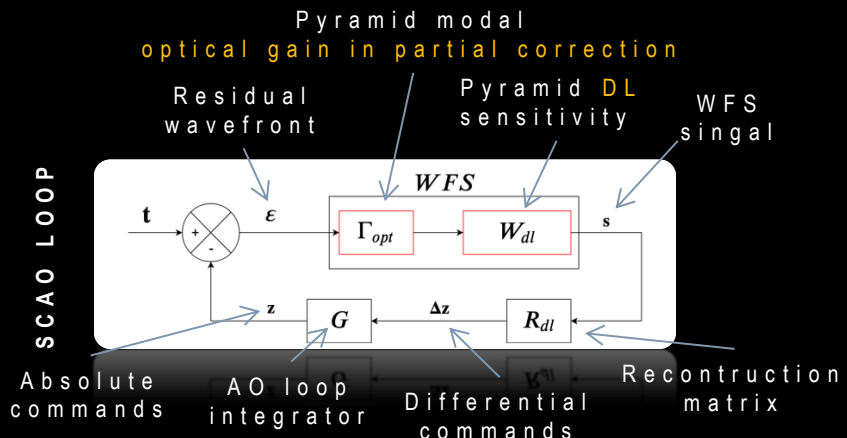 Pyramid modal
optical gain in partial correction
Residual
wavefront
Pyramid DL
sensitivity
WFS
singal
SCAO LOOP
WFS
t
+
-
ε
Γopt
Wdl
s
z
G
Δz
Rdl
Absolute
commands
AO loop
integrator
Differential
commands
Recontruction
matrix